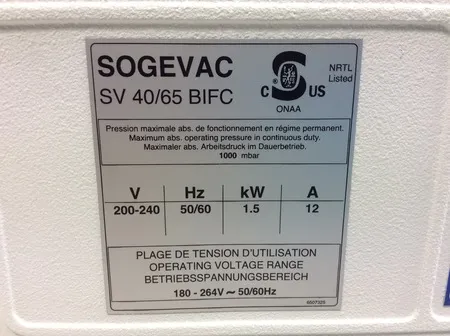 SOGEVAC
SV 40/65 BIFC
C S US
®
ONAA
NRTL
Listed
Pression maximale abs. de fonctionnement en régime permanent.
Maximum abs. operating pressure in continuous duty.
Maximaler abs. Arbeitsdruck im Dauerbetrieb.
1000 mbar
V Hz kW A
200-240 50/60 1.5 12
PLAGE DE TENSION D'UTILISATION
OPERATING VOLTAGE RANGE
BETRIEBSSPANNUNGSBEREICH
180 - 264V ~ 50/60Hz